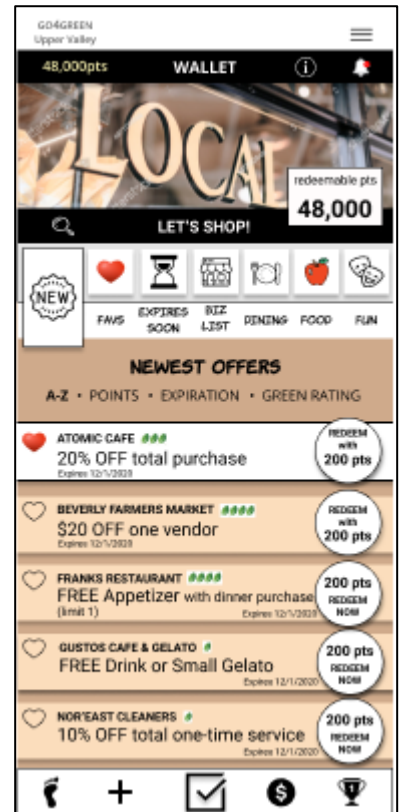 GO4GREEN
Upper Valley
48,000pts WALLET
LOCAL
redeemable pts
48,000
LET'S SHOP!
NEW
FAVS
EXPIRES SOON
BIZ LIST
DINING
FOOD
FUN
NEWEST OFFERS
A-Z • POINTS • EXPIRATION • GREEN RATING
ATOMIC CAFE
20% OFF total purchase
Expires 12/1/2020
REDEEM
with
200 pts
BEVERLY FARMERS MARKET
$20 OFF one vendor
Expires 12/1/2020
REDEEM
with
200 pts
FRANKS RESTAURANT
FREE Appetizer with dinner purchase
(limit 1) Expires 12/1/2020
200 pts
REDEEM
NOW
GUSTOS CAFE & GELATO
FREE Drink or Small Gelato
Expires 12/1/2020
200 pts
REDEEM
NOW
NOR'EAST CLEANERS
10% OFF total one-time service
Expires 12/1/2020
200 pts
REDEEM
NOW